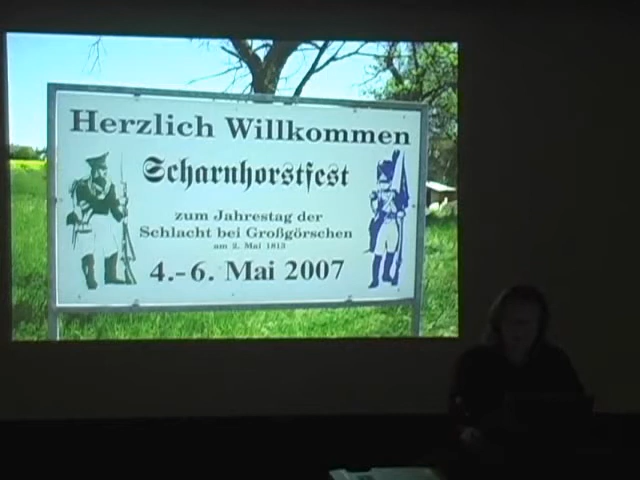 Herzlich Willkommen
Scharnhorstfest
zum Jahrestag der
Schlacht bei Großgörschen
am 2. Mai 1813
4.-6. Mai 2007